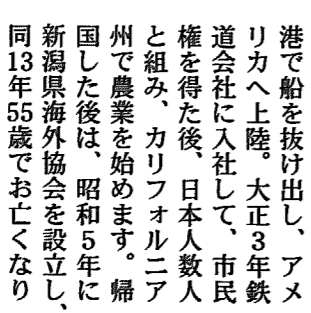 港で船を抜け出し、アメ
リカへ上陸。大正3年鉄
道会社に入社して、市民
権を得た後、日本人数人
と組み、カリフォルニア
州で農業を始めます。帰
国した後は、昭和5年に
新潟県海外協会を設立し、
同13年55歳でお亡くなり